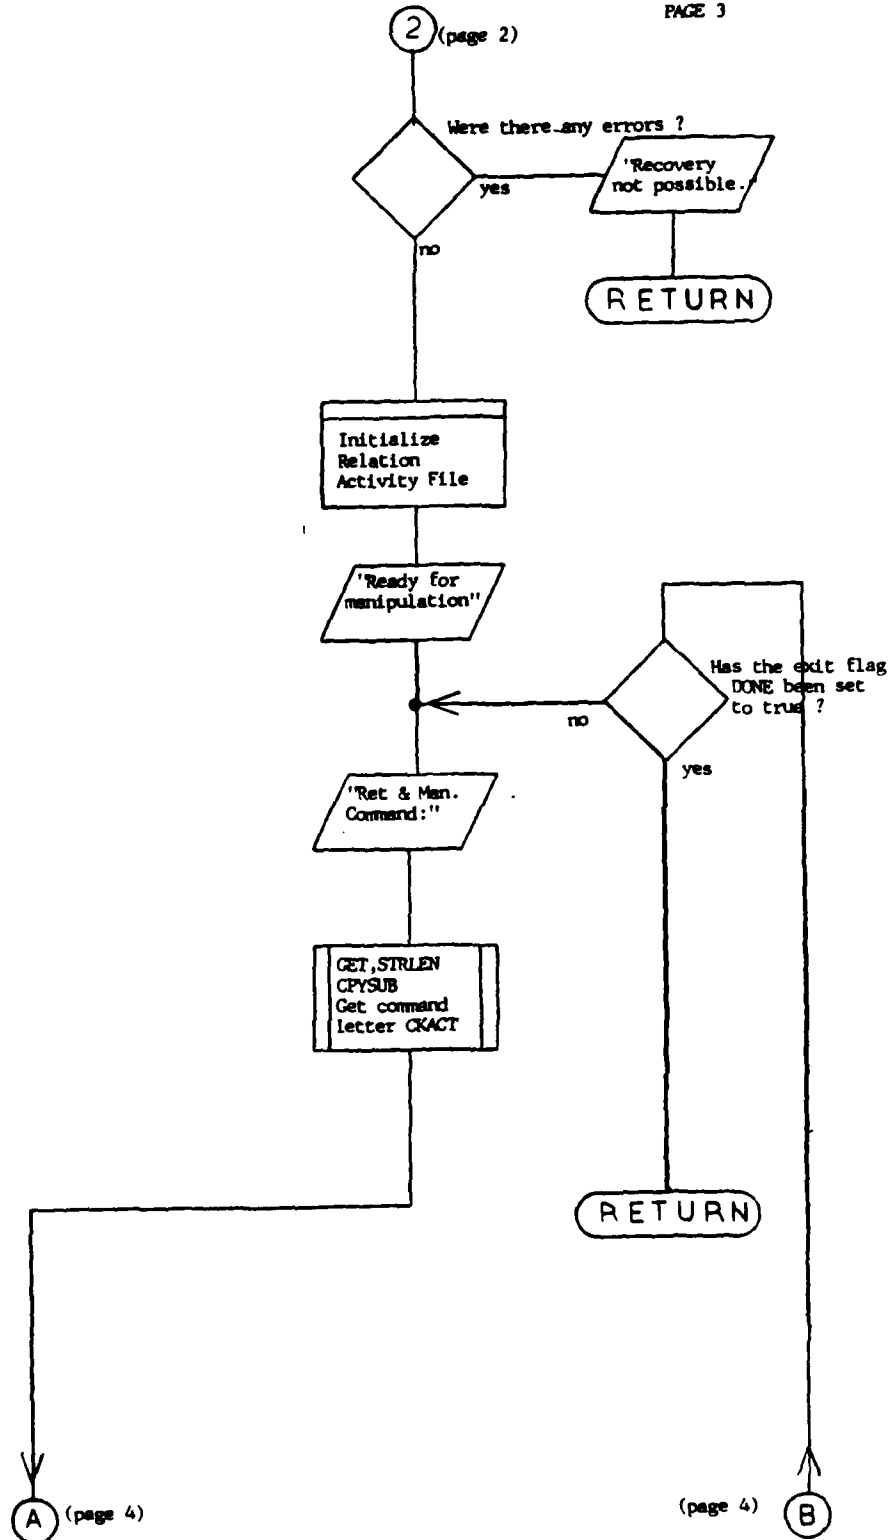 PAGE 3
2 (page 2)
Were there any errors ?
"Recovery
not possible."
yes
no
RETURN
Initialize
Relation
Activity File
"Ready for
manipulation"
Has the exit flag
DONE been set
to true ?
no
yes
"Ret & Man.
Command:"
GET,STRLEN
CPYSUB
Get command
letter CKACT
RETURN
A (page 4)
(page 4) B